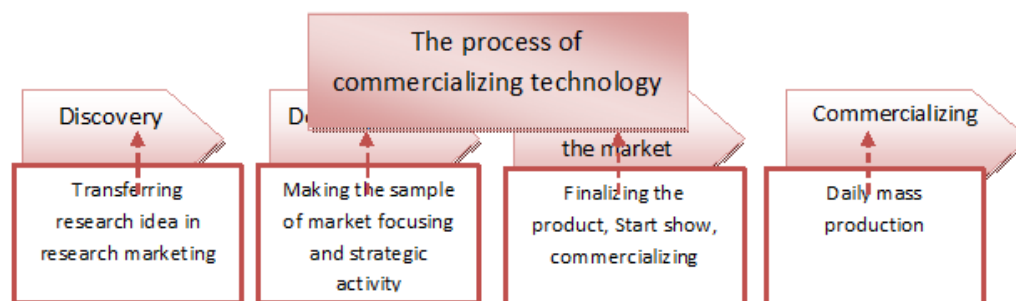 The process of
commercializing technology
Discovery
the market
Commercializing
Transferring
research idea in
research marketing
Making the sample
of market focusing
and strategic
activity
Finalizing the
product, Start show,
commercializing
Daily mass
production